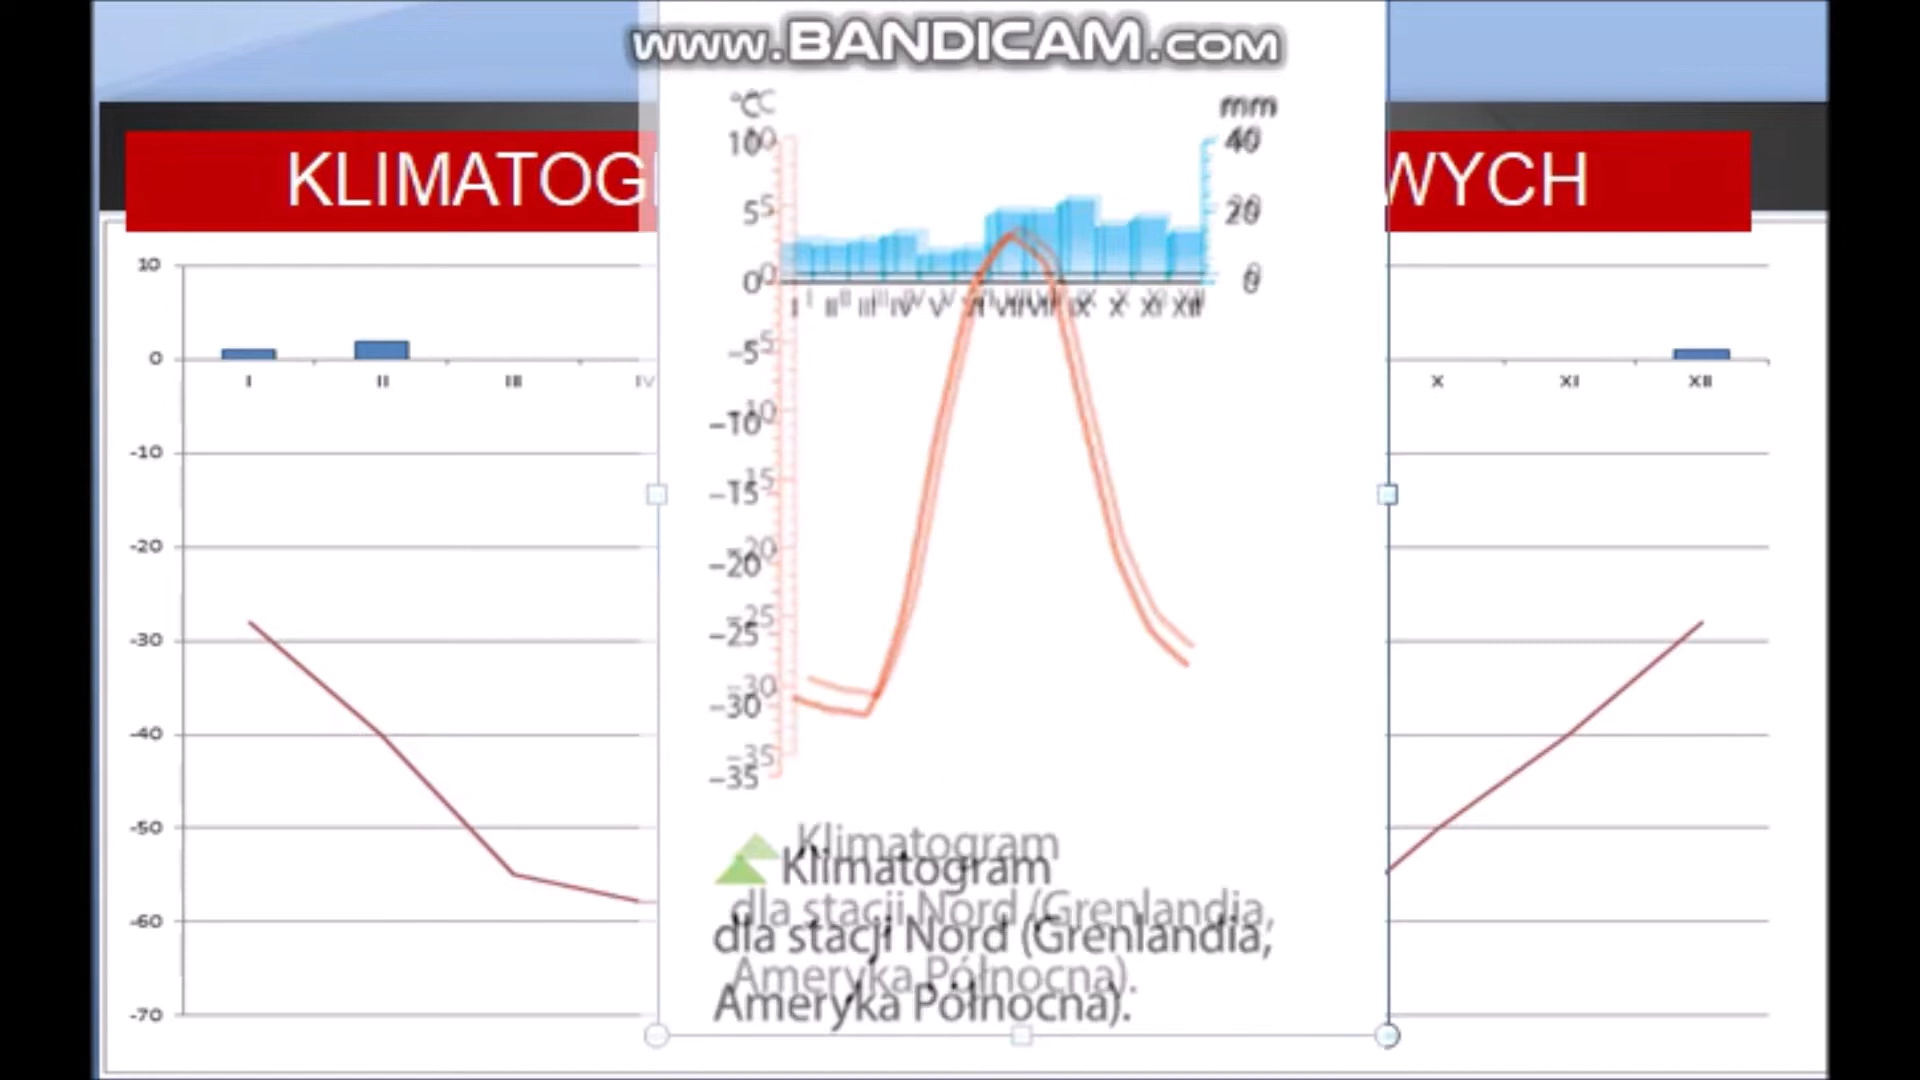 www.BANDICAM.com
°C mm
KLIMATOG WYCH
10 40
5 20
0 0
I II III IV V VI VII VIII IX X XI XII
-5
-10
-15
-20
-25
-30
-35
10
0
I II III IV X XI XII
-10
-20
-30
-40
-50
-60
-70
Klimatogram
dla stacji Nord (Grenlandia,
Ameryka Północna).